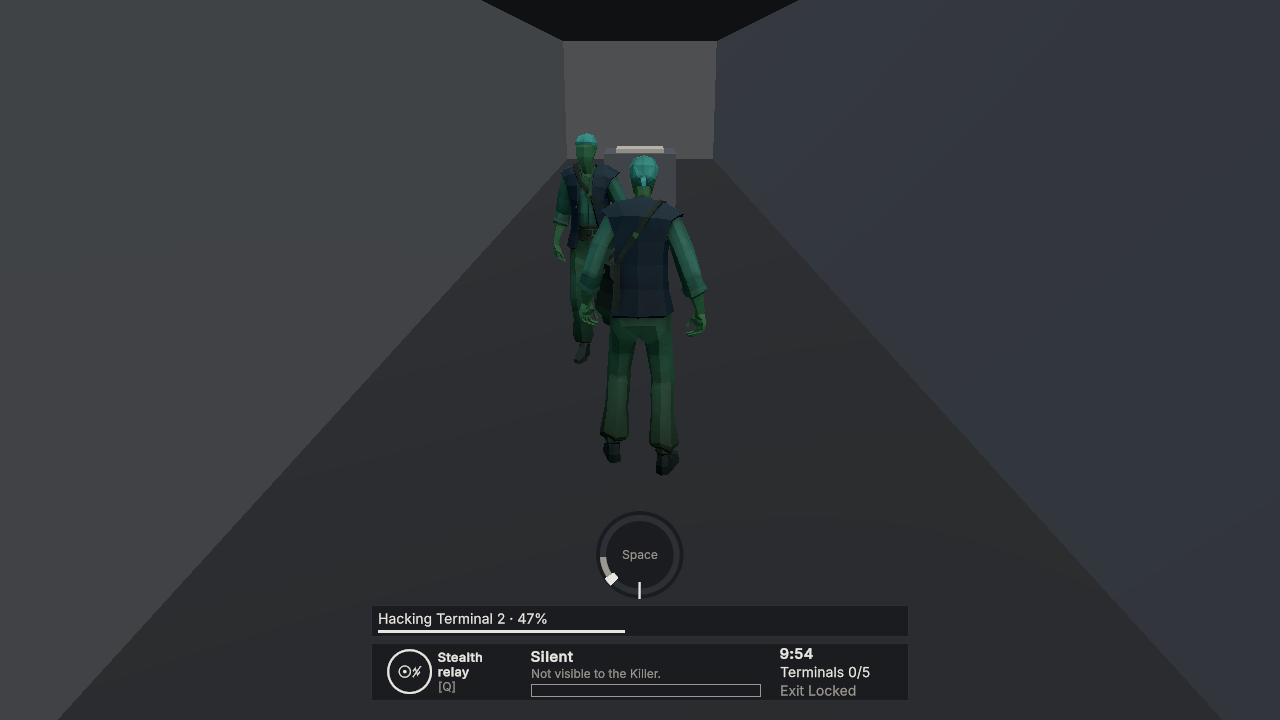 Space
Hacking Terminal 2 · 47%
Stealth
relay
[Q]
Silent
Not visible to the Killer.
9:54
Terminals 0/5
Exit Locked